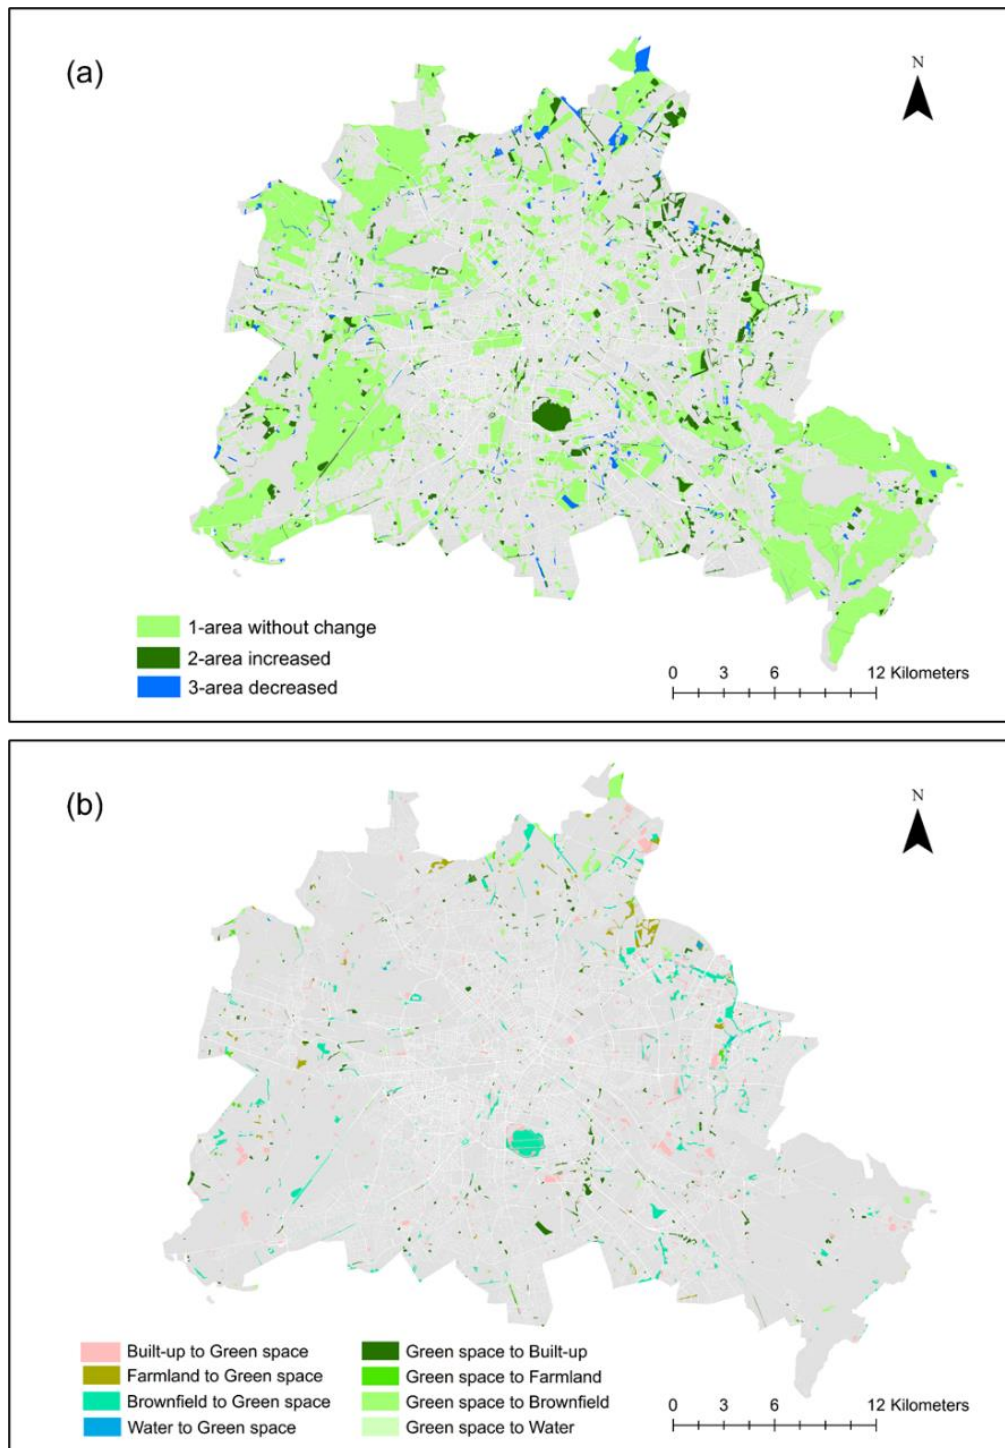 (a)
N
1-area without change
2-area increased
3-area decreased
0 3 6 12 Kilometers
(b)
N
Built-up to Green space
Farmland to Green space
Brownfield to Green space
Water to Green space
Green space to Built-up
Green space to Farmland
Green space to Brownfield
Green space to Water
0 3 6 12 Kilometers